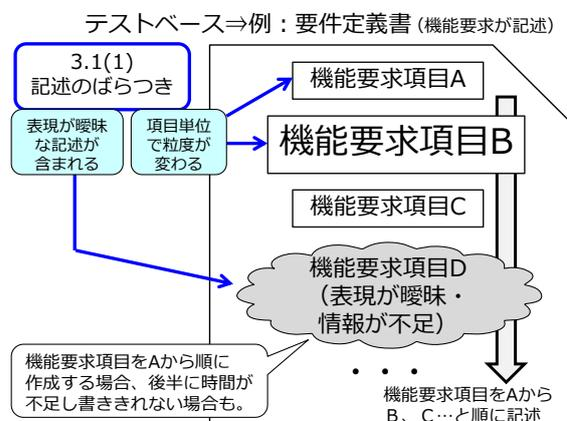 テストベース⇒例：要件定義書（機能要求が記述）
3.1(1)
記述のばらつき
表現が曖昧
な記述が
含まれる
項目単位
で粒度が
変わる
機能要求項目A
機能要求項目B
機能要求項目C
機能要求項目D
（表現が曖昧・
情報が不足）
機能要求項目をAから順に
作成する場合、後半に時間が
不足し書ききれない場合も。
・・・
機能要求項目をAから
B、C…と順に記述